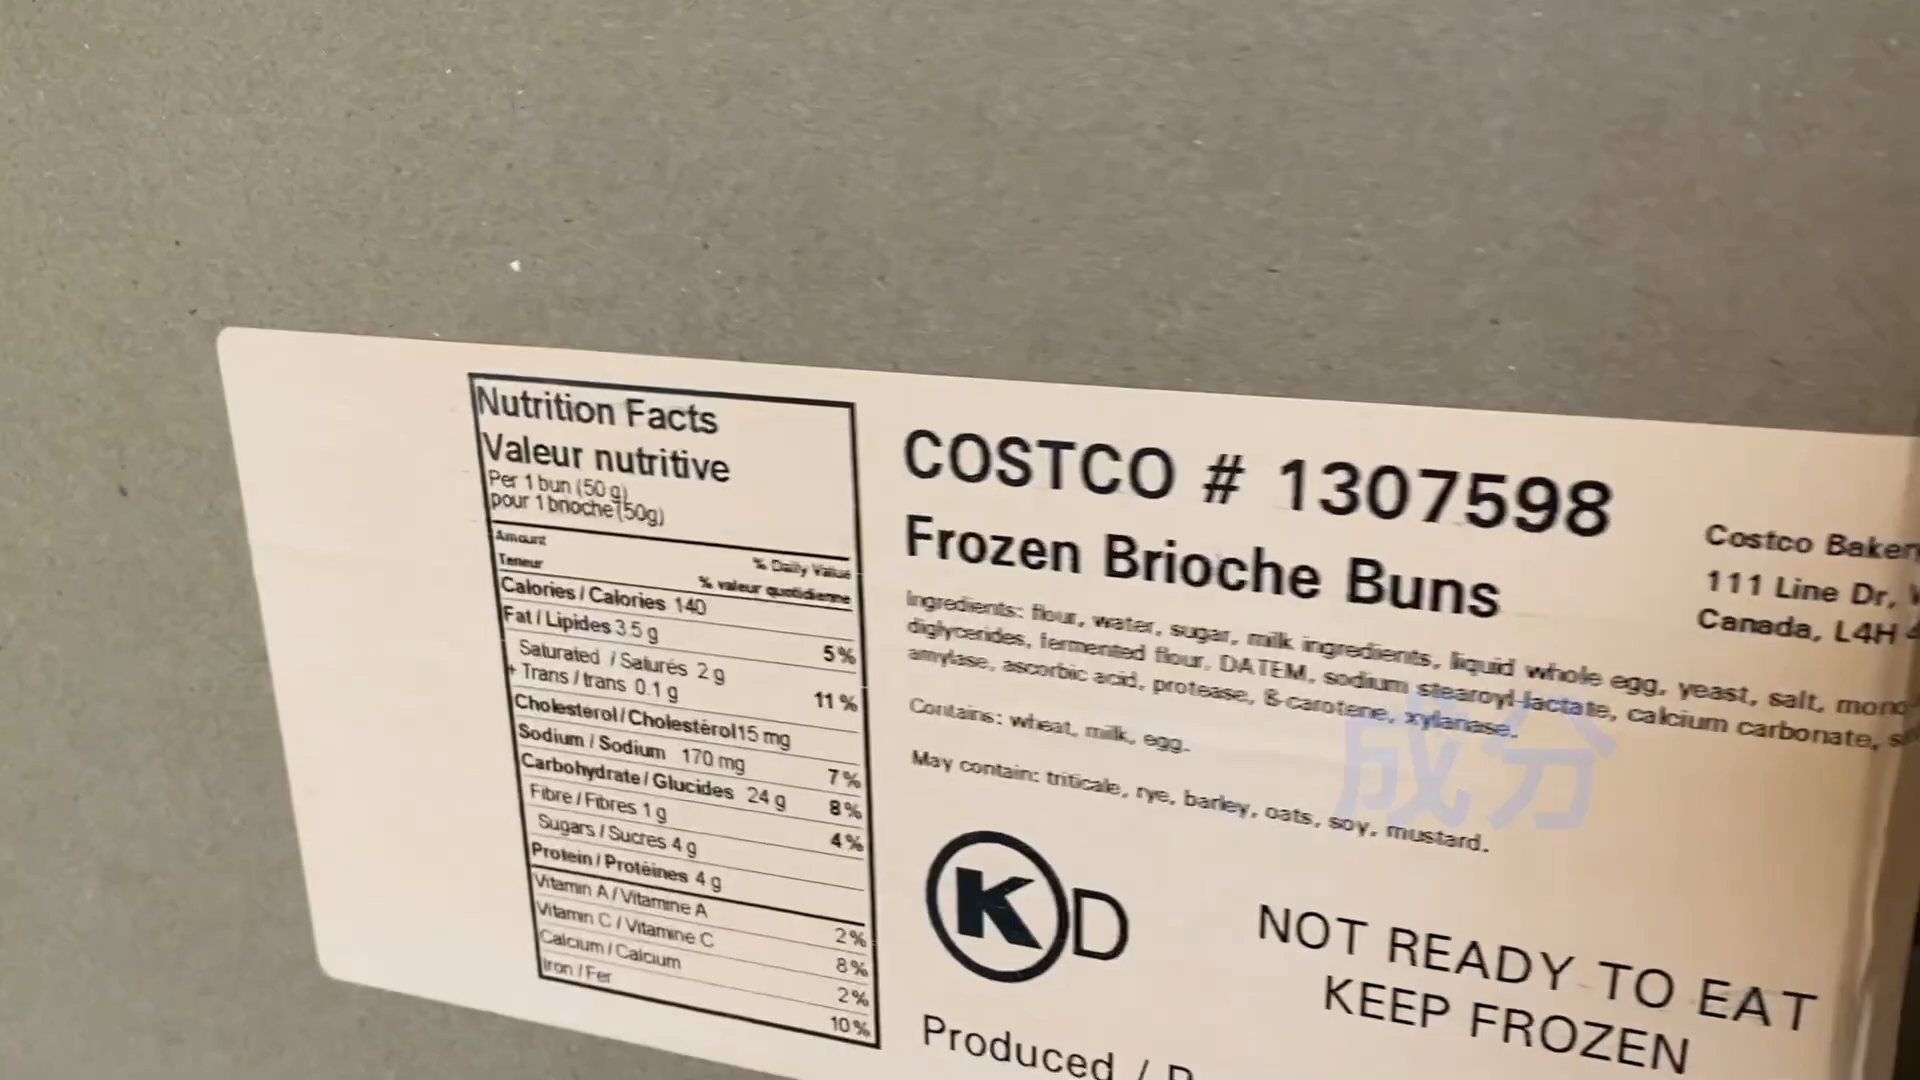 Nutrition Facts
Valeur nutritive
Per 1 bun (50 g)
pour 1 brioche (50g)
Amount
Teneur
% Daily Value
% valeur quotidienne
Calories / Calories 140
Fat / Lipides 3.5 g 5 %
Saturated / Saturés 2 g
+ Trans / trans 0.1 g 11 %
Cholesterol / Cholestérol 15 mg
Sodium / Sodium 170 mg 7 %
Carbohydrate / Glucides 24 g 8 %
Fibre / Fibres 1 g 4 %
Sugars / Sucres 4 g
Protein / Protéines 4 g
Vitamin A / Vitamine A 2 %
Vitamin C / Vitamine C 8 %
Calcium / Calcium 2 %
Iron / Fer 10 %
COSTCO # 1307598
Frozen Brioche Buns
Ingredients: flour, water, sugar, milk ingredients, liquid whole egg, yeast, salt, mono
diglycerides, fermented flour, DATEM, sodium stearoyl-lactate, calcium carbonate,
amylase, ascorbic acid, protease, ß-carotene, xylanase.
Contains: wheat, milk, egg.
May contain: triticale, rye, barley, oats, soy, mustard.
成分
K D
NOT READY TO EAT
KEEP FROZEN
Produced /
Costco Baker
111 Line Dr,
Canada, L4H